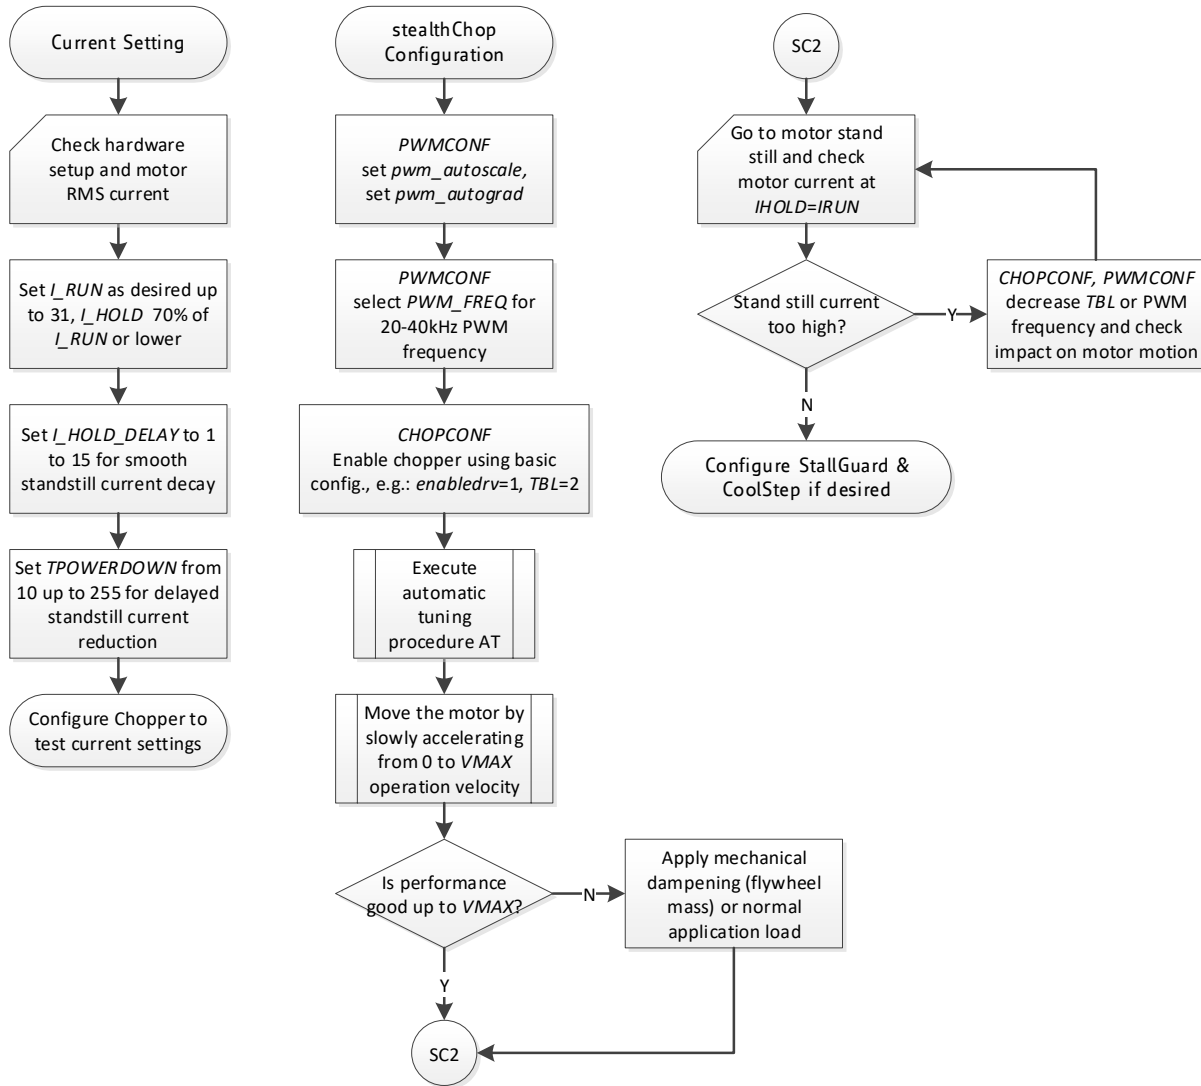 Current Setting
Check hardware
setup and motor
RMS current
Set I_RUN as desired up
to 31, I_HOLD 70% of
I_RUN or lower
Set I_HOLD_DELAY to 1
to 15 for smooth
standstill current decay
Set TPOWERDOWN from
10 up to 255 for delayed
standstill current
reduction
Configure Chopper to
test current settings
stealthChop
Configuration
PWMCONF
set pwm_autoscale,
set pwm_autograd
PWMCONF
select PWM_FREQ for
20-40kHz PWM
frequency
CHOPCONF
Enable chopper using basic
config., e.g.: enabledrv=1, TBL=2
Execute
automatic
tuning
procedure AT
Move the motor by
slowly accelerating
from 0 to VMAX
operation velocity
Is performance
good up to VMAX?
N
Apply mechanical
dampening (flywheel
mass) or normal
application load
Y
SC2
SC2
Go to motor stand
still and check
motor current at
IHOLD=IRUN
Stand still current
too high?
Y
CHOPCONF, PWMCONF
decrease TBL or PWM
frequency and check
impact on motor motion
N
Configure StallGuard &
CoolStep if desired